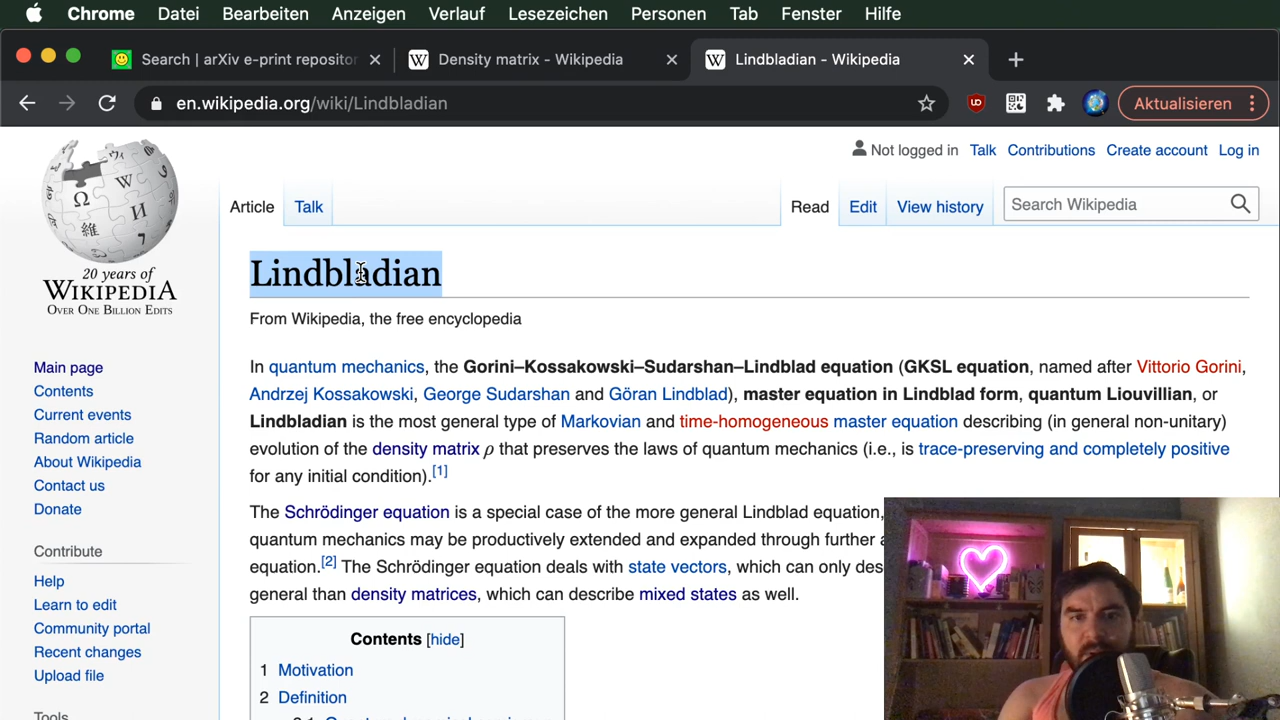 Chrome Datei Bearbeiten Anzeigen Verlauf Lesezeichen Personen Tab Fenster Hilfe
Search | arXiv e-print repositor
Density matrix - Wikipedia
Lindbladian - Wikipedia
en.wikipedia.org/wiki/Lindbladian
Aktualisieren
Not logged in Talk Contributions Create account Log in
Article Talk Read Edit View history Search Wikipedia
20 years of
WIKIPEDIA
OVER ONE BILLION EDITS
Main page
Contents
Current events
Random article
About Wikipedia
Contact us
Donate
Contribute
Help
Learn to edit
Community portal
Recent changes
Upload file
Tools
Lindbladian
From Wikipedia, the free encyclopedia
In quantum mechanics, the Gorini–Kossakowski–Sudarshan–Lindblad equation (GKSL equation, named after Vittorio Gorini,
Andrzej Kossakowski, George Sudarshan and Göran Lindblad), master equation in Lindblad form, quantum Liouvillian, or
Lindbladian is the most general type of Markovian and time-homogeneous master equation describing (in general non-unitary)
evolution of the density matrix ρ that preserves the laws of quantum mechanics (i.e., is trace-preserving and completely positive
for any initial condition).[1]
The Schrödinger equation is a special case of the more general Lindblad equation,
quantum mechanics may be productively extended and expanded through further a
equation.[2] The Schrödinger equation deals with state vectors, which can only des
general than density matrices, which can describe mixed states as well.
Contents [hide]
1 Motivation
2 Definition